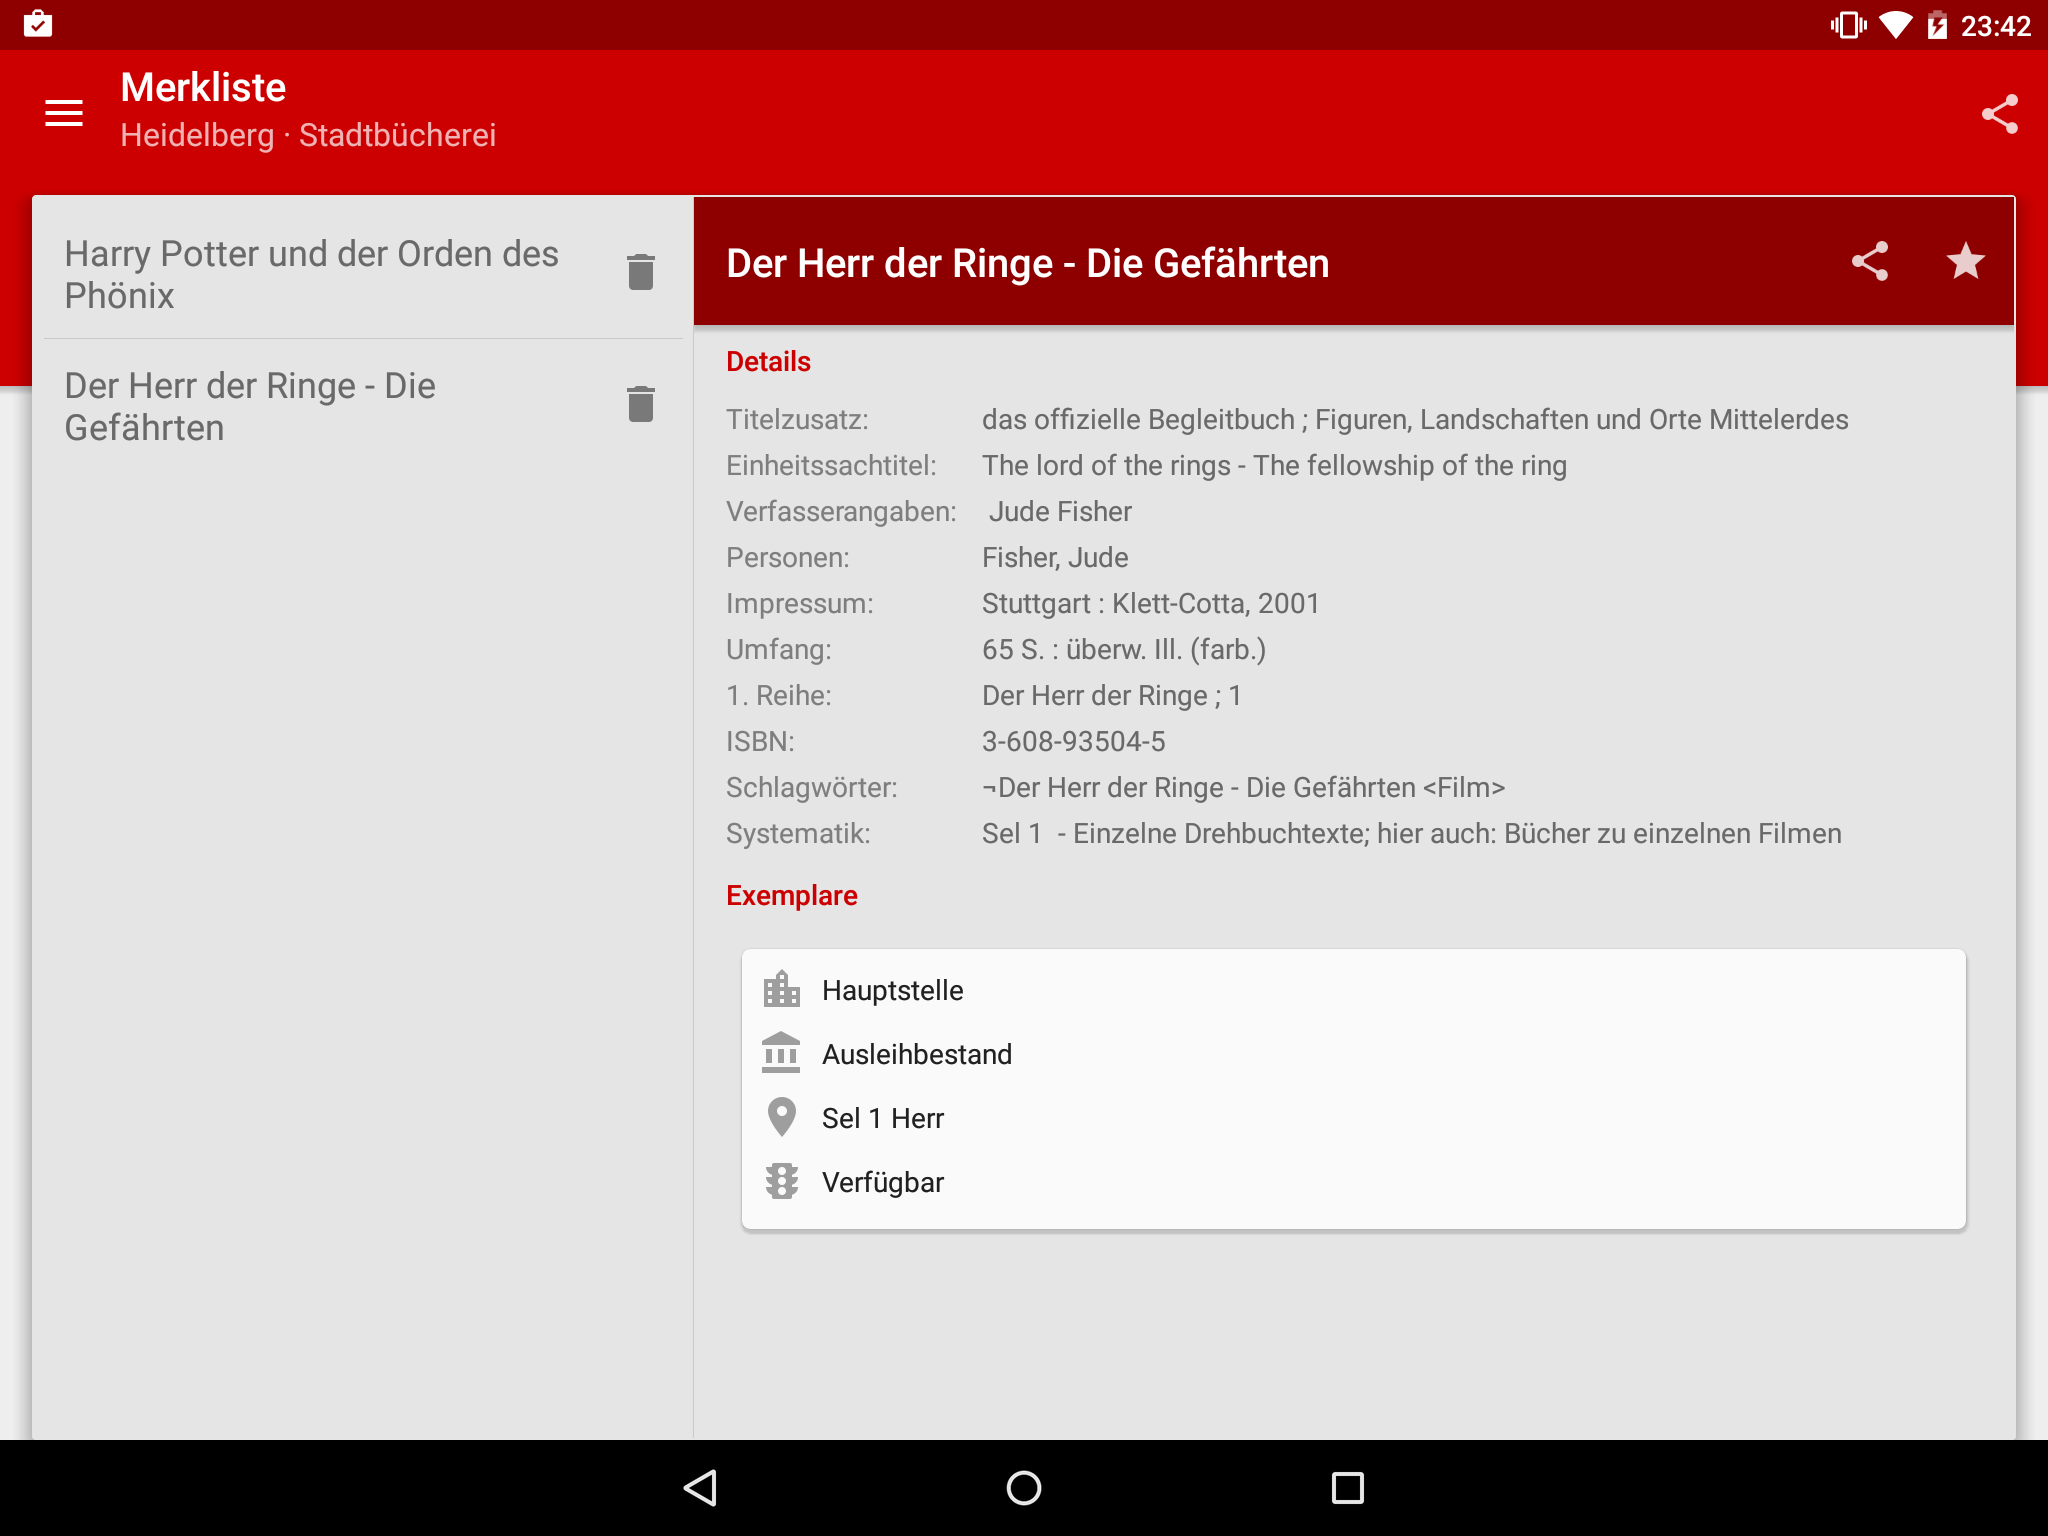 23:42
Merkliste
Heidelberg · Stadtbücherei
Harry Potter und der Orden des
Phönix
Der Herr der Ringe - Die
Gefährten
Der Herr der Ringe - Die Gefährten
Details
Titelzusatz: das offizielle Begleitbuch ; Figuren, Landschaften und Orte Mittelerdes
Einheitssachtitel: The lord of the rings - The fellowship of the ring
Verfasserangaben: Jude Fisher
Personen: Fisher, Jude
Impressum: Stuttgart : Klett-Cotta, 2001
Umfang: 65 S. : überw. Ill. (farb.)
1. Reihe: Der Herr der Ringe ; 1
ISBN: 3-608-93504-5
Schlagwörter: ¬Der Herr der Ringe - Die Gefährten <Film>
Systematik: Sel 1  - Einzelne Drehbuchtexte; hier auch: Bücher zu einzelnen Filmen
Exemplare
Hauptstelle
Ausleihbestand
Sel 1 Herr
Verfügbar